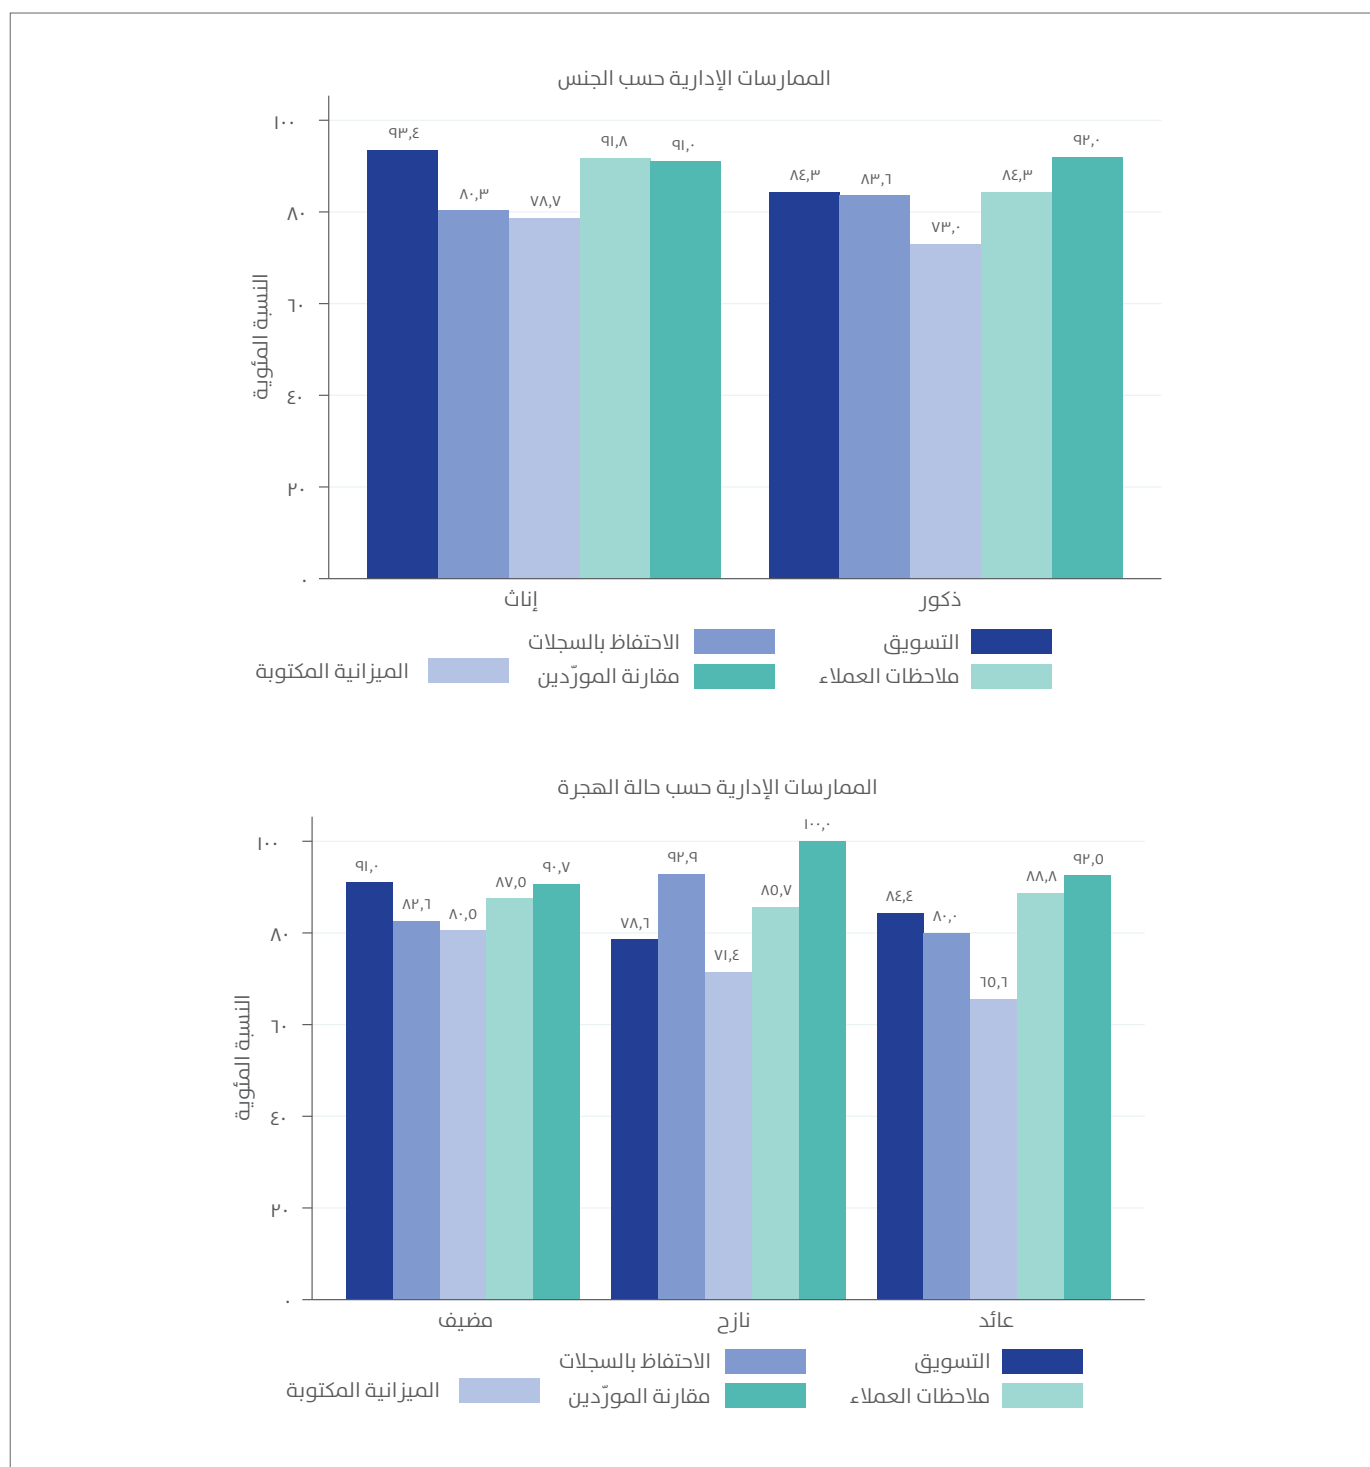 الممارسات الإدارية حسب الجنس
النسبة المئوية
١٠٠
٨٠
٦٠
٤٠
٢٠
٠
٩٣,٤
٨٠,٣
٧٨,٧
٩١,٨
٩١,٠
٨٤,٣
٨٣,٦
٧٣,٠
٨٤,٣
٩٢,٠
إناث
ذكور
التسويق
الاحتفاظ بالسجلات
الميزانية المكتوبة
ملاحظات العملاء
مقارنة المورّدين
الممارسات الإدارية حسب حالة الهجرة
النسبة المئوية
١٠٠
٨٠
٦٠
٤٠
٢٠
٠
٩١,٠
٨٢,٦
٨٠,٥
٨٧,٥
٩٠,٧
٧٨,٦
٩٢,٩
٧١,٤
٨٥,٧
١٠٠,٠
٨٤,٤
٨٠,٠
٦٥,٦
٨٨,٨
٩٢,٥
مضيف
نازح
عائد
التسويق
الاحتفاظ بالسجلات
الميزانية المكتوبة
ملاحظات العملاء
مقارنة المورّدين